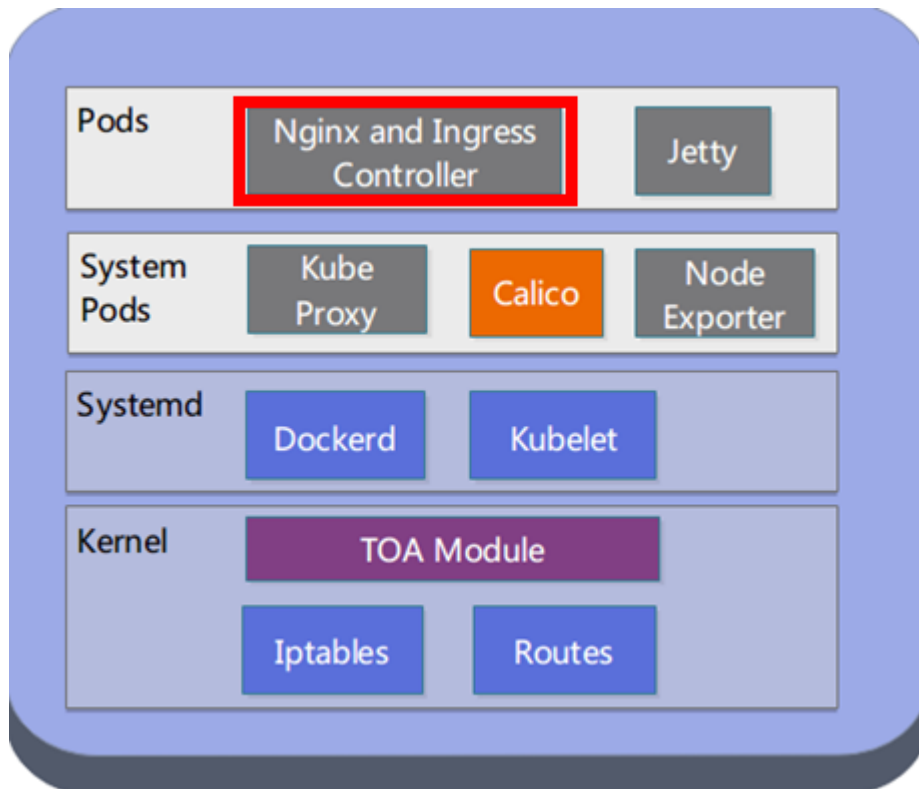 Pods
Nginx and Ingress
Controller
Jetty
System
Pods
Kube
Proxy
Calico
Node
Exporter
Systemd
Dockerd
Kubelet
Kernel
TOA Module
Iptables
Routes